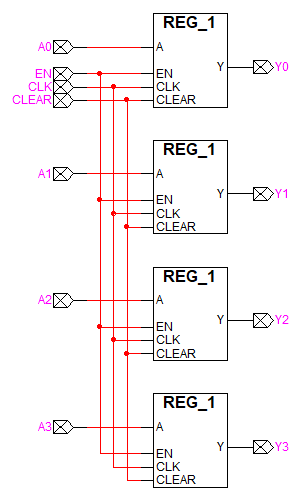 REG_1
A0 A Y Y0
EN EN
CLK CLK
CLEAR CLEAR
REG_1
A1 A Y Y1
EN
CLK
CLEAR
REG_1
A2 A Y Y2
EN
CLK
CLEAR
REG_1
A3 A Y Y3
EN
CLK
CLEAR